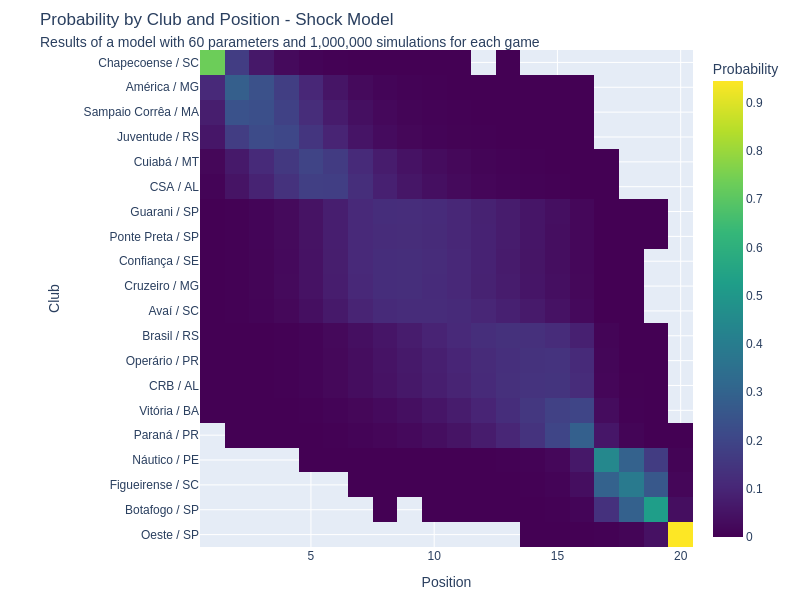 Probability by Club and Position - Shock Model
Results of a model with 60 parameters and 1,000,000 simulations for each game
Probability
Club
Chapecoense / SC
América / MG
Sampaio Corrêa / MA
Juventude / RS
Cuiabá / MT
CSA / AL
Guarani / SP
Ponte Preta / SP
Confiança / SE
Cruzeiro / MG
Avaí / SC
Brasil / RS
Operário / PR
CRB / AL
Vitória / BA
Paraná / PR
Náutico / PE
Figueirense / SC
Botafogo / SP
Oeste / SP
0.9
0.8
0.7
0.6
0.5
0.4
0.3
0.2
0.1
0
5 10 15 20
Position